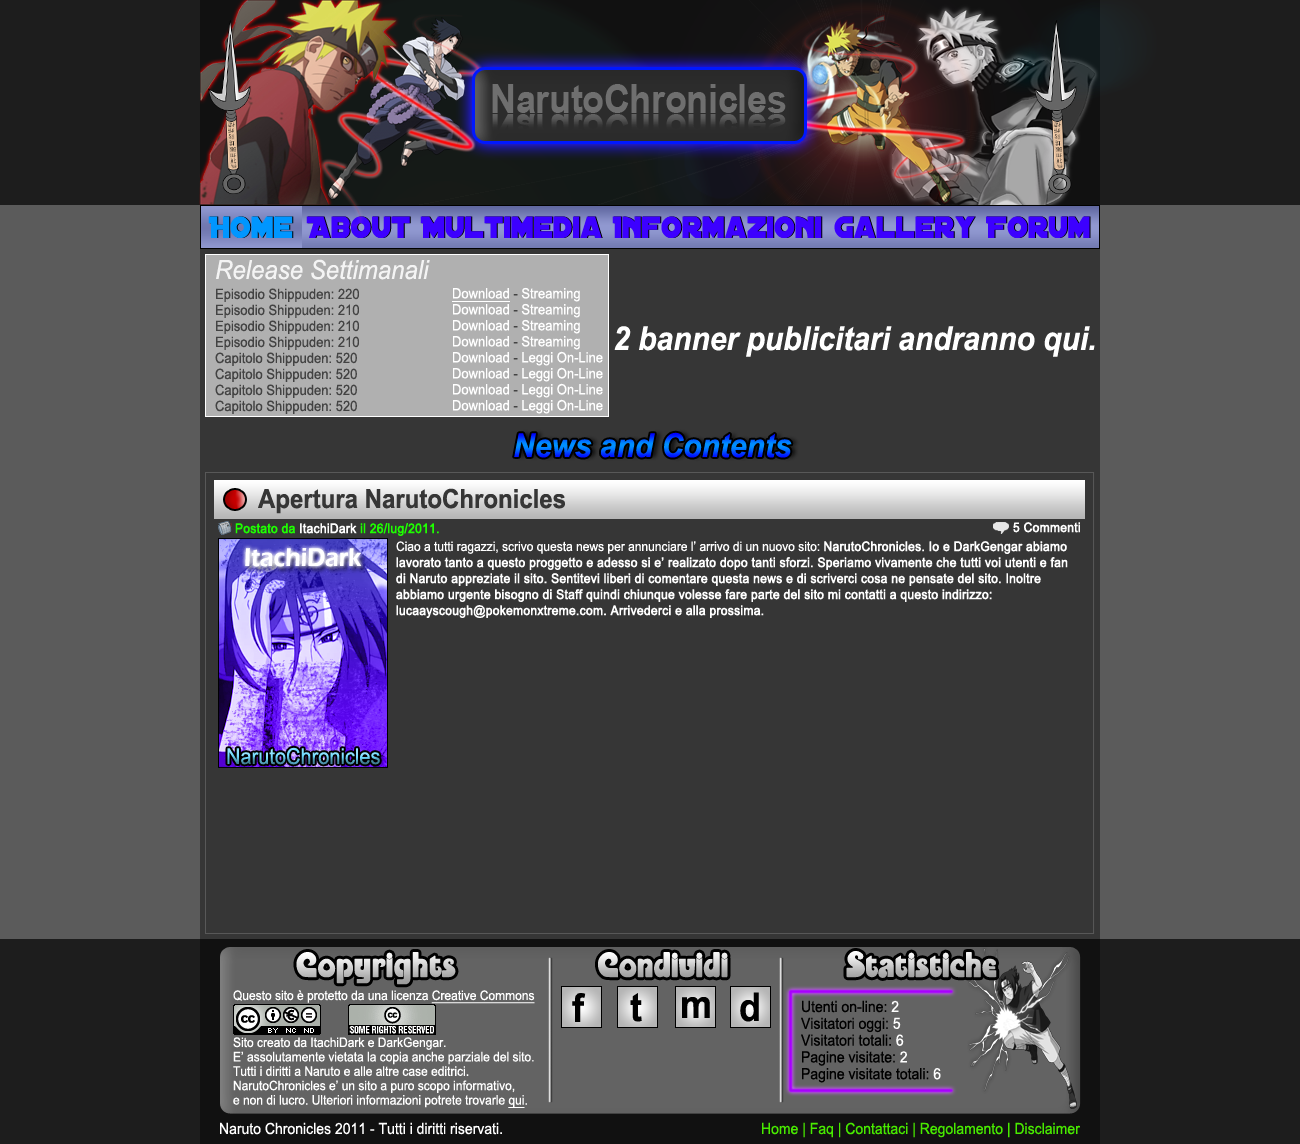 NarutoChronicles
Home About Multimedia Informazioni Gallery Forum
Release Settimanali
Episodio Shippuden: 220 Download - Streaming
Episodio Shippuden: 210 Download - Streaming
Episodio Shippuden: 210 Download - Streaming
Episodio Shippuden: 210 Download - Streaming
Capitolo Shippuden: 520 Download - Leggi On-Line
Capitolo Shippuden: 520 Download - Leggi On-Line
Capitolo Shippuden: 520 Download - Leggi On-Line
Capitolo Shippuden: 520 Download - Leggi On-Line
2 banner publicitari andranno qui.
News and Contents
Apertura NarutoChronicles
Postato da ItachiDark il 26/lug/2011.
5 Commenti
ItachiDark
NarutoChronicles
Ciao a tutti ragazzi, scrivo questa news per annunciare l' arrivo di un nuovo sito: NarutoChronicles. Io e DarkGengar abiamo
lavorato tanto a questo proggetto e adesso si e' realizato dopo tanti sforzi. Speriamo vivamente che tutti voi utenti e fan
di Naruto appreziate il sito. Sentitevi liberi di comentare questa news e di scriverci cosa ne pensate del sito. Inoltre
abbiamo urgente bisogno di Staff quindi chiunque volesse fare parte del sito mi contatti a questo indirizzo:
lucaayscough@pokemonxtreme.com. Arrivederci e alla prossima.
Copyrights
Questo sito è protetto da una licenza Creative Commons
cc BY NC ND
cc SOME RIGHTS RESERVED
Sito creato da ItachiDark e DarkGengar.
E' assolutamente vietata la copia anche parziale del sito.
Tutti i diritti a Naruto e alle altre case editrici.
NarutoChronicles e' un sito a puro scopo informativo,
e non di lucro. Ulteriori informazioni potrete trovarle qui.
Condividi
f t m d
Statistiche
Utenti on-line: 2
Visitatori oggi: 5
Visitatori totali: 6
Pagine visitate: 2
Pagine visitate totali: 6
Naruto Chronicles 2011 - Tutti i diritti riservati.
Home | Faq | Contattaci | Regolamento | Disclaimer